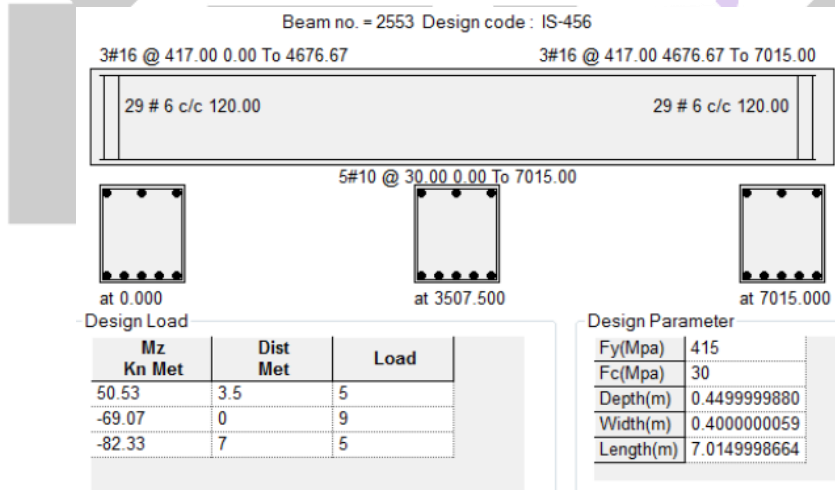 Beam no. = 2553 Design code : IS-456
3#16 @ 417.00 0.00 To 4676.67 3#16 @ 417.00 4676.67 To 7015.00
29 # 6 c/c 120.00 29 # 6 c/c 120.00
5#10 @ 30.00 0.00 To 7015.00
at 0.000 at 3507.500 at 7015.000
Design Load Design Parameter
Mz Kn Met Dist Met Load
50.53 3.5 5
-69.07 0 9
-82.33 7 5
Fy(Mpa) 415
Fc(Mpa) 30
Depth(m) 0.4499999880
Width(m) 0.4000000059
Length(m) 7.0149998664